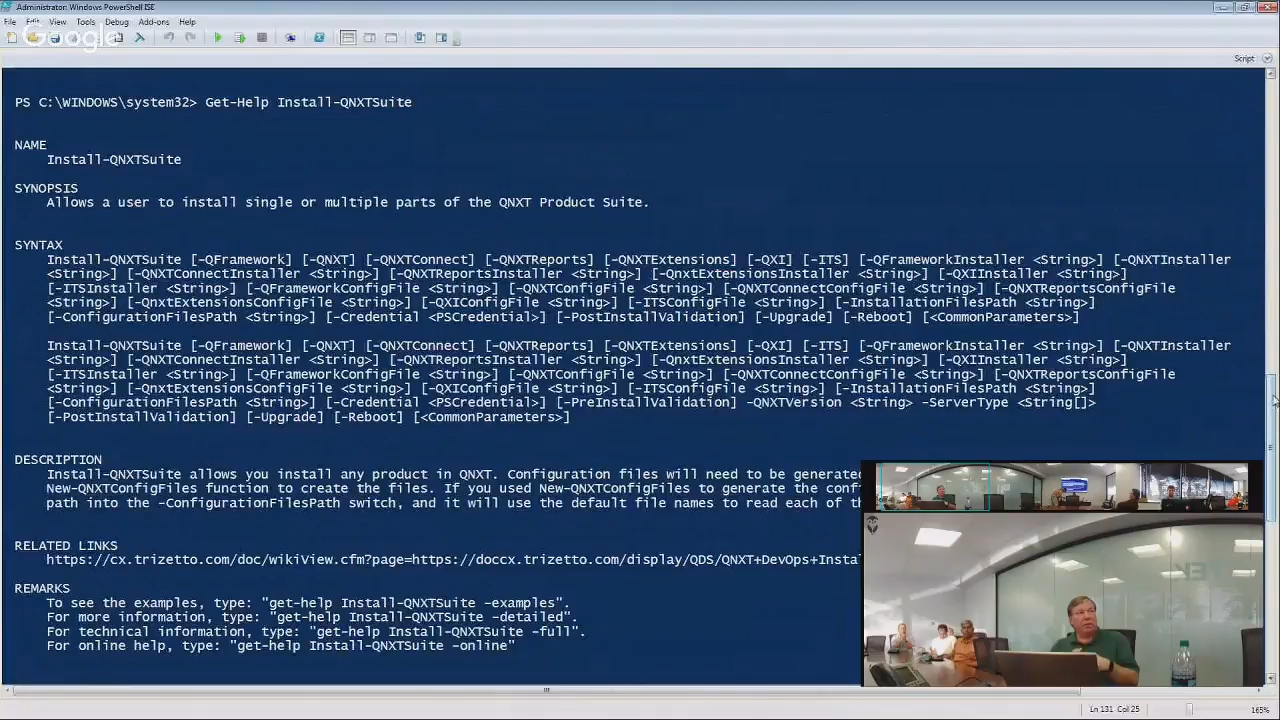 Administrator: Windows PowerShell ISE
File Edit View Tools Debug Add-ons Help
Google
Script
PS C:\WINDOWS\system32> Get-Help Install-QNXTSuite
NAME
Install-QNXTSuite
SYNOPSIS
Allows a user to install single or multiple parts of the QNXT Product Suite.
SYNTAX
Install-QNXTSuite [-QFramework] [-QNXT] [-QNXTConnect] [-QNXTReports] [-QNXTExtensions] [-QXI] [-ITS] [-QFrameworkInstaller <String>] [-QNXTInstaller
<String>] [-QNXTConnectInstaller <String>] [-QNXTReportsInstaller <String>] [-QnxtExtensionsInstaller <String>] [-QXIInstaller <String>]
[-ITSInstaller <String>] [-QFrameworkConfigFile <String>] [-QNXTConfigFile <String>] [-QNXTConnectConfigFile <String>] [-QNXTReportsConfigFile
<String>] [-QnxtExtensionsConfigFile <String>] [-QXIConfigFile <String>] [-ITSConfigFile <String>] [-InstallationFilesPath <String>]
[-ConfigurationFilesPath <String>] [-Credential <PSCredential>] [-PostInstallValidation] [-Upgrade] [-Reboot] [<CommonParameters>]
Install-QNXTSuite [-QFramework] [-QNXT] [-QNXTConnect] [-QNXTReports] [-QNXTExtensions] [-QXI] [-ITS] [-QFrameworkInstaller <String>] [-QNXTInstaller
<String>] [-QNXTConnectInstaller <String>] [-QNXTReportsInstaller <String>] [-QnxtExtensionsInstaller <String>] [-QXIInstaller <String>]
[-ITSInstaller <String>] [-QFrameworkConfigFile <String>] [-QNXTConfigFile <String>] [-QNXTConnectConfigFile <String>] [-QNXTReportsConfigFile
<String>] [-QnxtExtensionsConfigFile <String>] [-QXIConfigFile <String>] [-ITSConfigFile <String>] [-InstallationFilesPath <String>]
[-ConfigurationFilesPath <String>] [-Credential <PSCredential>] [-PreInstallValidation] -QNXTVersion <String> -ServerType <String[]>
[-PostInstallValidation] [-Upgrade] [-Reboot] [<CommonParameters>]
DESCRIPTION
Install-QNXTSuite allows you install any product in QNXT. Configuration files will need to be generated
New-QNXTConfigFiles function to create the files. If you used New-QNXTConfigFiles to generate the conf
path into the -ConfigurationFilesPath switch, and it will use the default file names to read each of th
RELATED LINKS
https://cx.trizetto.com/doc/wikiView.cfm?page=https://doccx.trizetto.com/display/QDS/QNXT+DevOps+Insta
REMARKS
To see the examples, type: "get-help Install-QNXTSuite -examples".
For more information, type: "get-help Install-QNXTSuite -detailed".
For technical information, type: "get-help Install-QNXTSuite -full".
For online help, type: "get-help Install-QNXTSuite -online"
Ln 131 Col 25
165%